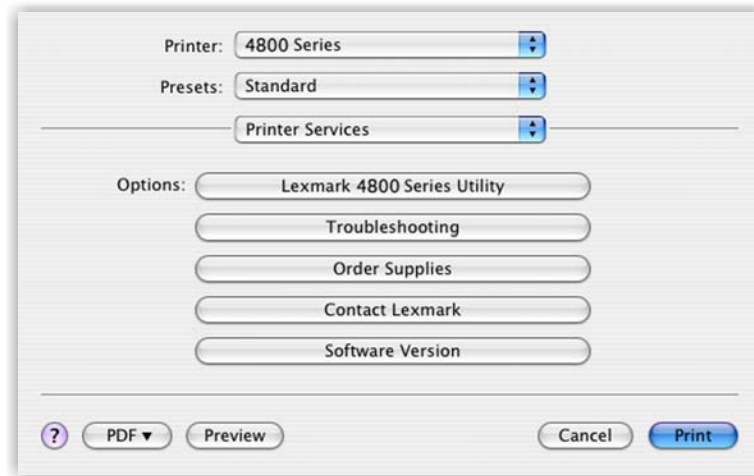 Printer: 4800 Series
Presets: Standard
Printer Services
Options: Lexmark 4800 Series Utility
Troubleshooting
Order Supplies
Contact Lexmark
Software Version
? PDF▼ Preview Cancel Print